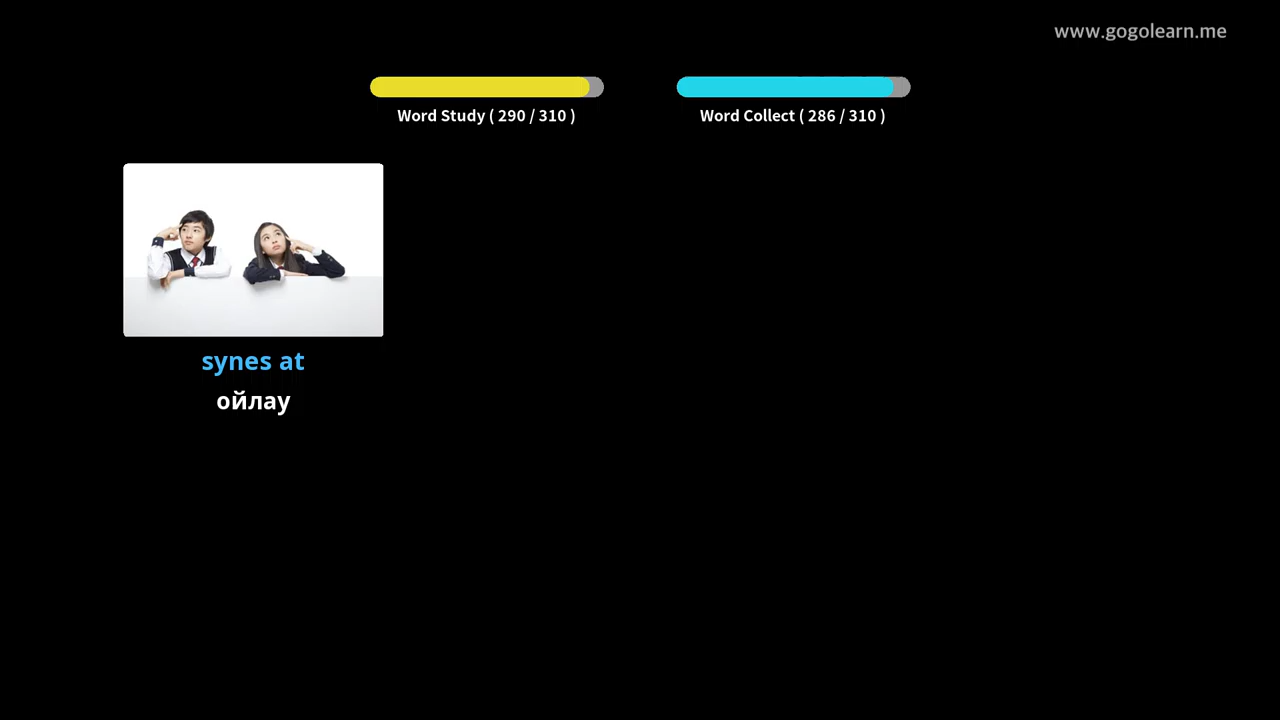 www.gogolearn.me
Word Study ( 290 / 310 )
Word Collect ( 286 / 310 )
synes at
ойлау